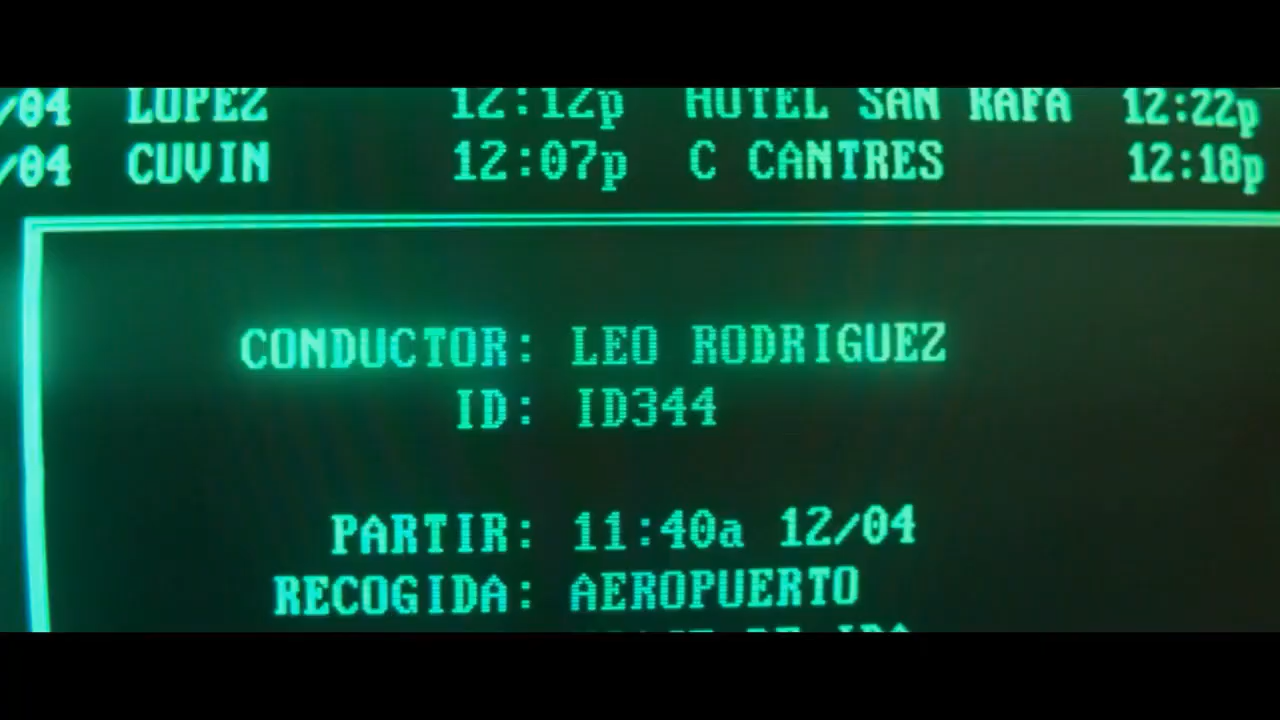 /04 LOPEZ 12:12p HOTEL SAN RAFA 12:22p
/04 CUVIN 12:07p C CANTRES 12:18p
CONDUCTOR: LEO RODRIGUEZ
ID: ID344
PARTIR: 11:40a 12/04
RECOGIDA: AEROPUERTO